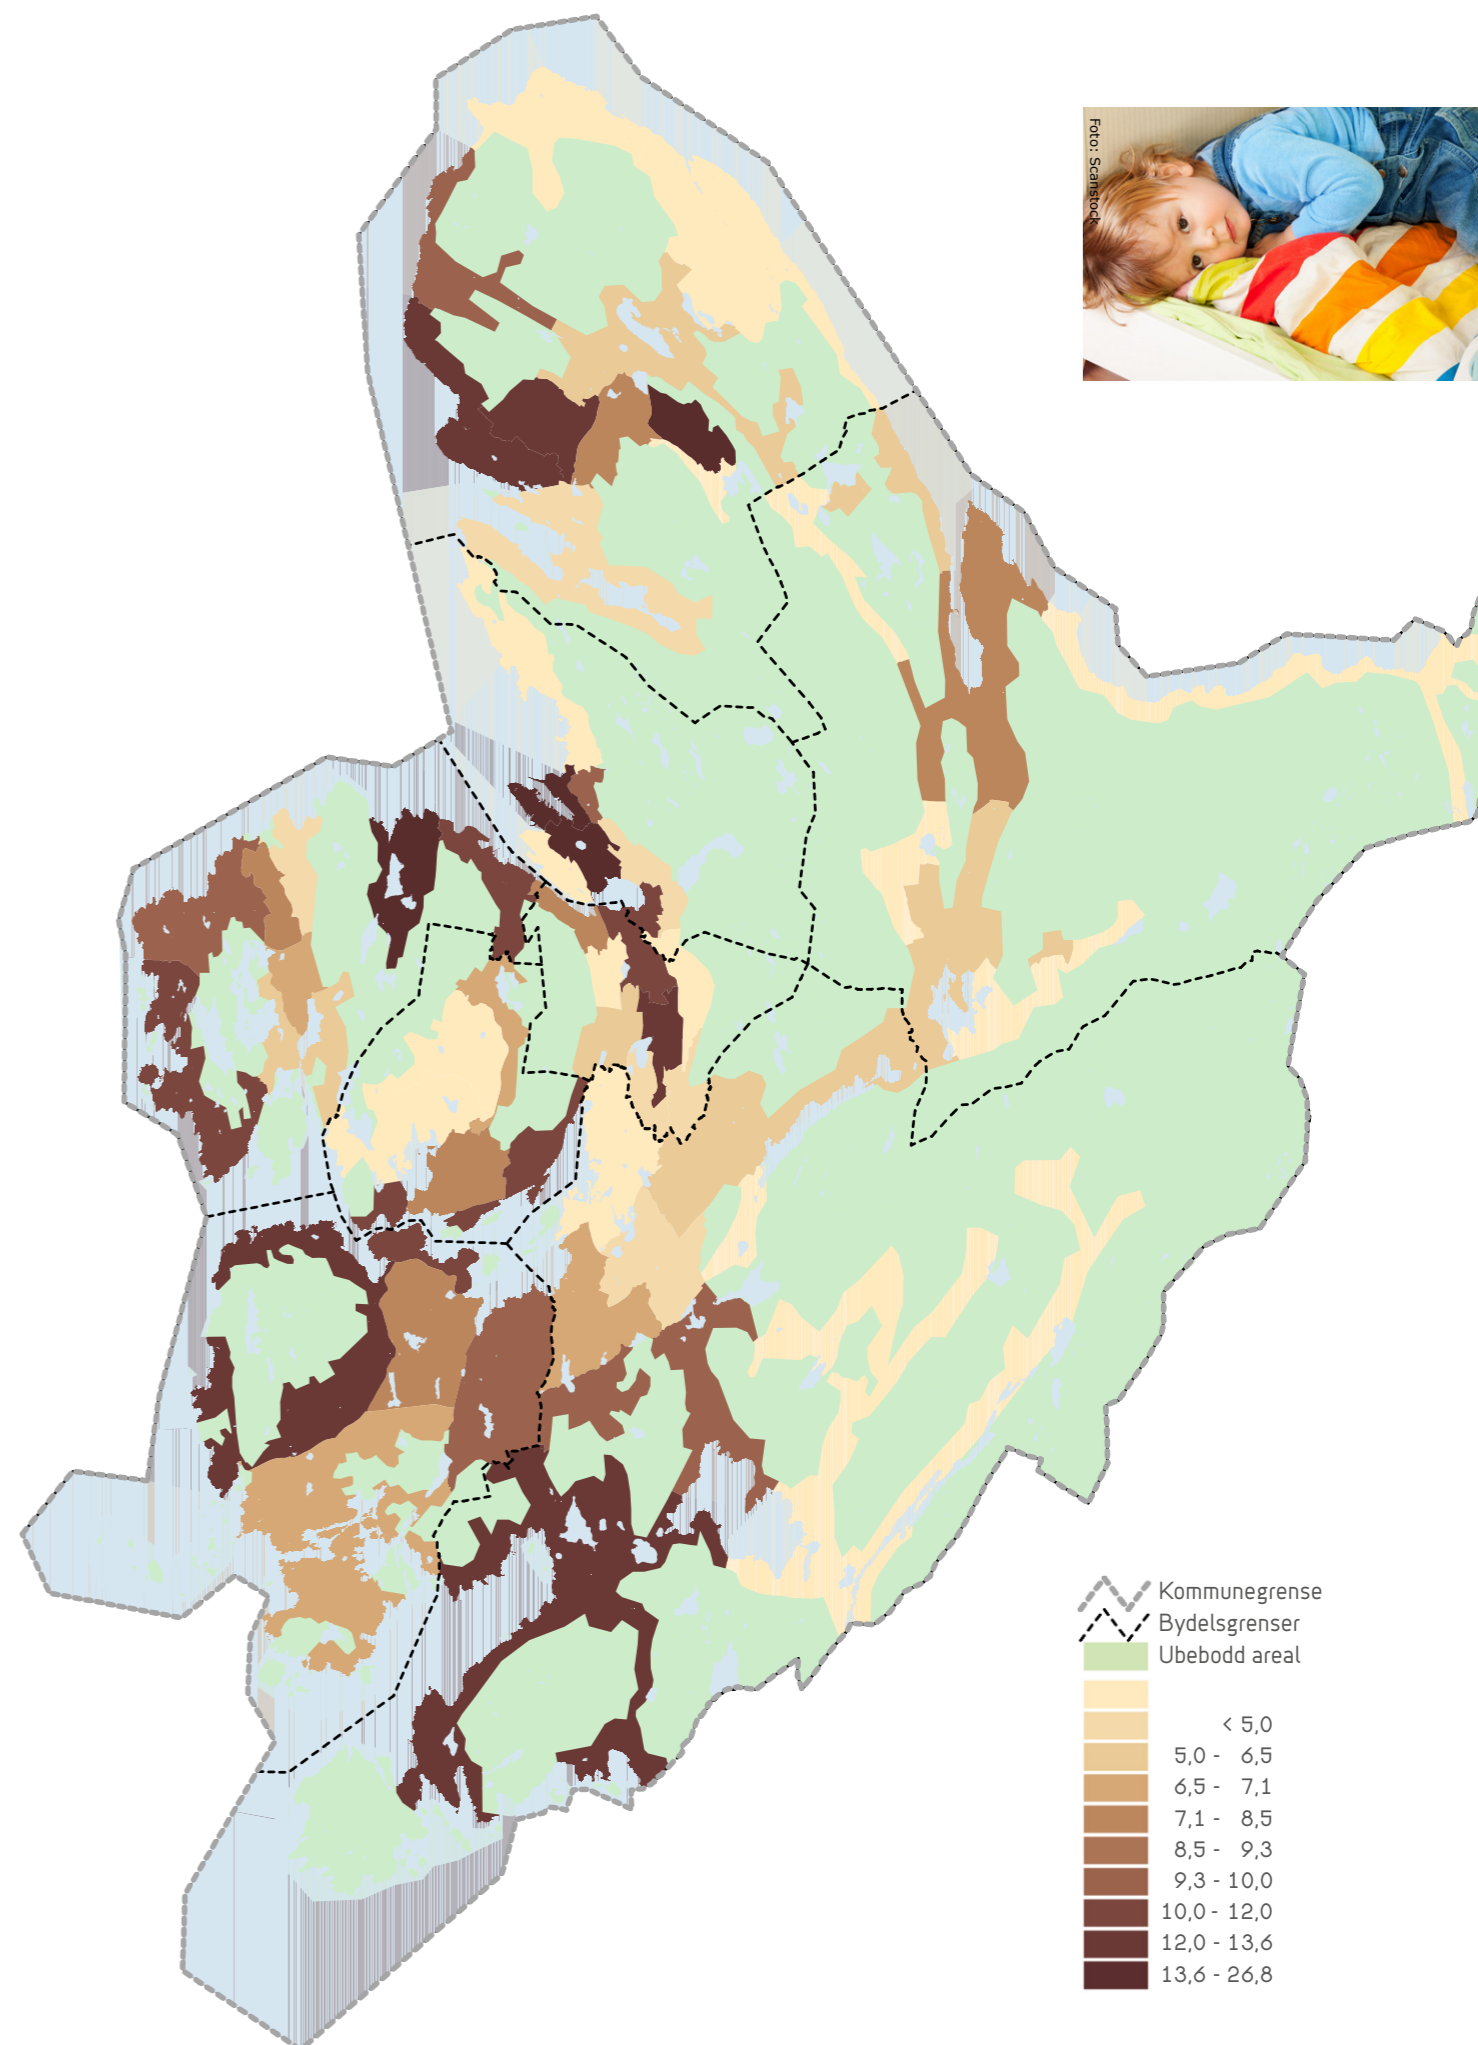 Foto: Scanstock
Kommunegrense
Bydelsgrenser
Ubebodd areal
< 5,0
5,0 - 6,5
6,5 - 7,1
7,1 - 8,5
8,5 - 9,3
9,3 - 10,0
10,0 - 12,0
12,0 - 13,6
13,6 - 26,8